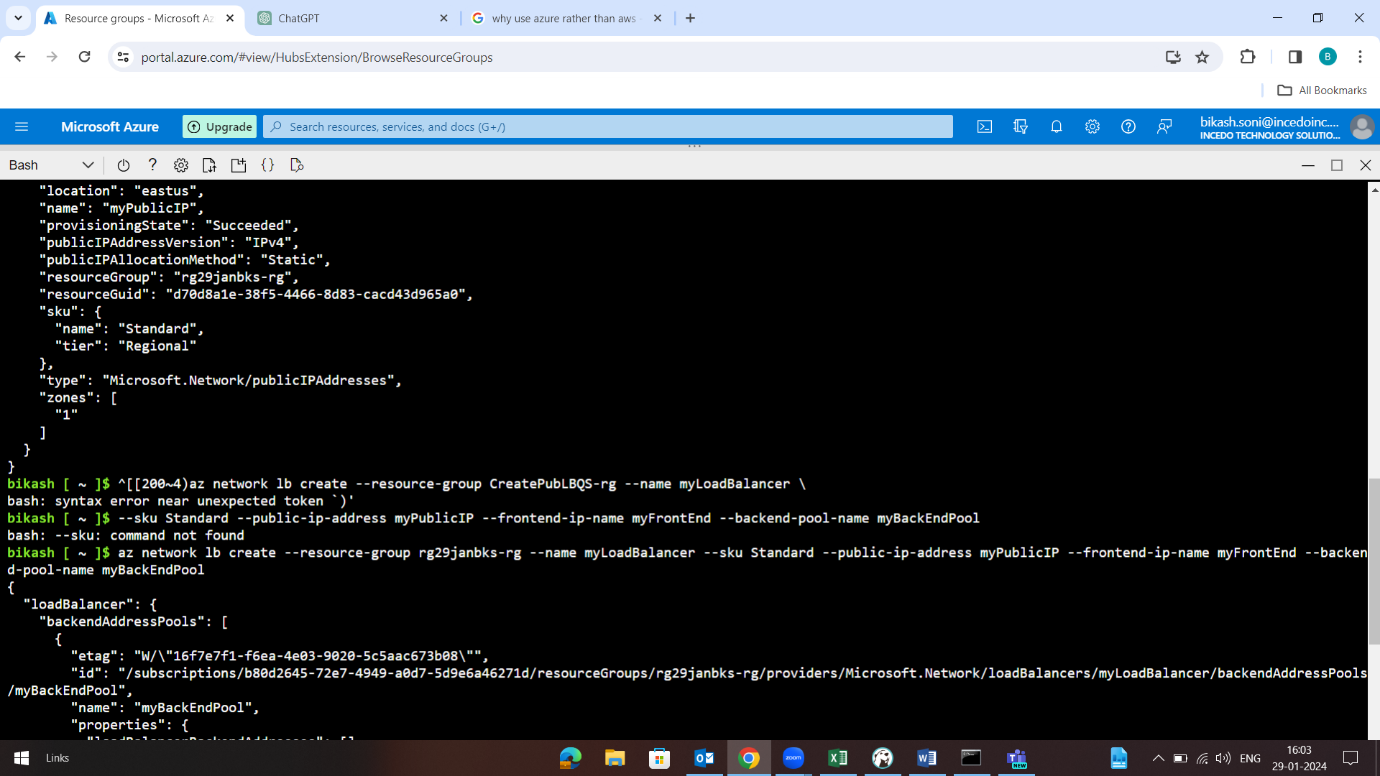 Resource groups - Microsoft Az
ChatGPT
why use azure rather than aws
portal.azure.com/#view/HubsExtension/BrowseResourceGroups
B
All Bookmarks
Microsoft Azure
Upgrade
Search resources, services, and docs (G+/)
bikash.soni@incedoinc....
INCEDO TECHNOLOGY SOLUTIO...
Bash
"location": "eastus",
"name": "myPublicIP",
"provisioningState": "Succeeded",
"publicIPAddressVersion": "IPv4",
"publicIPAllocationMethod": "Static",
"resourceGroup": "rg29janbks-rg",
"resourceGuid": "d70d8a1e-38f5-4466-8d83-cacd43d965a0",
"sku": {
"name": "Standard",
"tier": "Regional"
},
"type": "Microsoft.Network/publicIPAddresses",
"zones": [
"1"
]
}
}
bikash [ ~ ]$ ^[[200~4)az network lb create --resource-group CreatePubLBQS-rg --name myLoadBalancer \
bash: syntax error near unexpected token `)'
bikash [ ~ ]$ --sku Standard --public-ip-address myPublicIP --frontend-ip-name myFrontEnd --backend-pool-name myBackEndPool
bash: --sku: command not found
bikash [ ~ ]$ az network lb create --resource-group rg29janbks-rg --name myLoadBalancer --sku Standard --public-ip-address myPublicIP --frontend-ip-name myFrontEnd --backen
d-pool-name myBackEndPool
{
"loadBalancer": {
"backendAddressPools": [
{
"etag": "W/\"16f7e7f1-f6ea-4e03-9020-5c5aac673b08\"",
"id": "/subscriptions/b80d2645-72e7-4949-a0d7-5d9e6a46271d/resourceGroups/rg29janbks-rg/providers/Microsoft.Network/loadBalancers/myLoadBalancer/backendAddressPools
/myBackEndPool",
"name": "myBackEndPool",
"properties": {
Links
zoom
NEW
ENG
16:03
29-01-2024